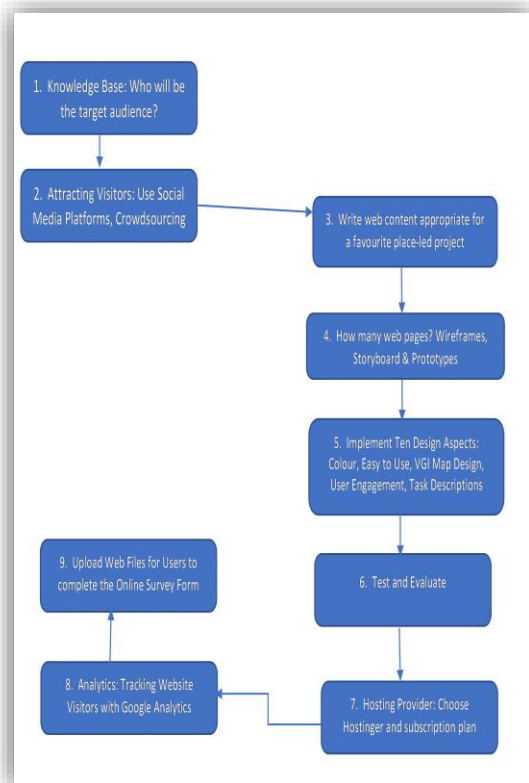 1. Knowledge Base: Who will be
the target audience?
2. Attracting Visitors: Use Social
Media Platforms, Crowdsourcing
3. Write web content appropriate for
a favourite place-led project
4. How many web pages? Wireframes,
Storyboard & Prototypes
5. Implement Ten Design Aspects:
Colour, Easy to Use, VGI Map Design,
User Engagement, Task Descriptions
6. Test and Evaluate
7. Hosting Provider: Choose
Hostinger and subscription plan
8. Analytics: Tracking Website
Visitors with Google Analytics
9. Upload Web Files for Users to
complete the Online Survey Form